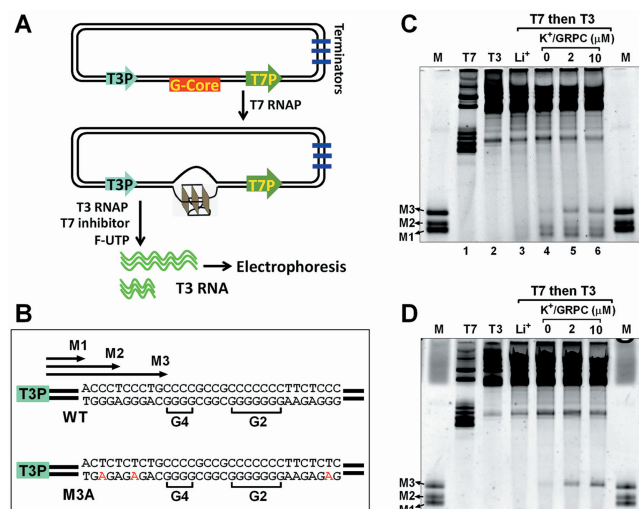 A
T3P
G-Core
T7P
Terminators
T7 RNAP
T3P
T7P
T3 RNAP
T7 inhibitor
F-UTP
Electrophoresis
T3 RNA
B
M1
M2
M3
T3P
ACCCTCCCTGCCCCGCCGCCCCCCCTTCTCCC
TGGGAGGGACGGGGCGGCGGGGGGGAAGAGGG
WT
G4
G2
T3P
ACTCTCTCTGCCCCGCCGCCCCCCCTTCTCTC
TGAGAGAGACGGGGCGGCGGGGGGGAAGAGAG
M3A
G4
G2
C
T7 then T3
K⁺/GRPC (μM)
M T7 T3 Li⁺ 0 2 10 M
M3
M2
M1
1 2 3 4 5 6
D
T7 then T3
K⁺/GRPC (μM)
M T7 T3 Li⁺ 0 2 10 M
M3
M2
M1